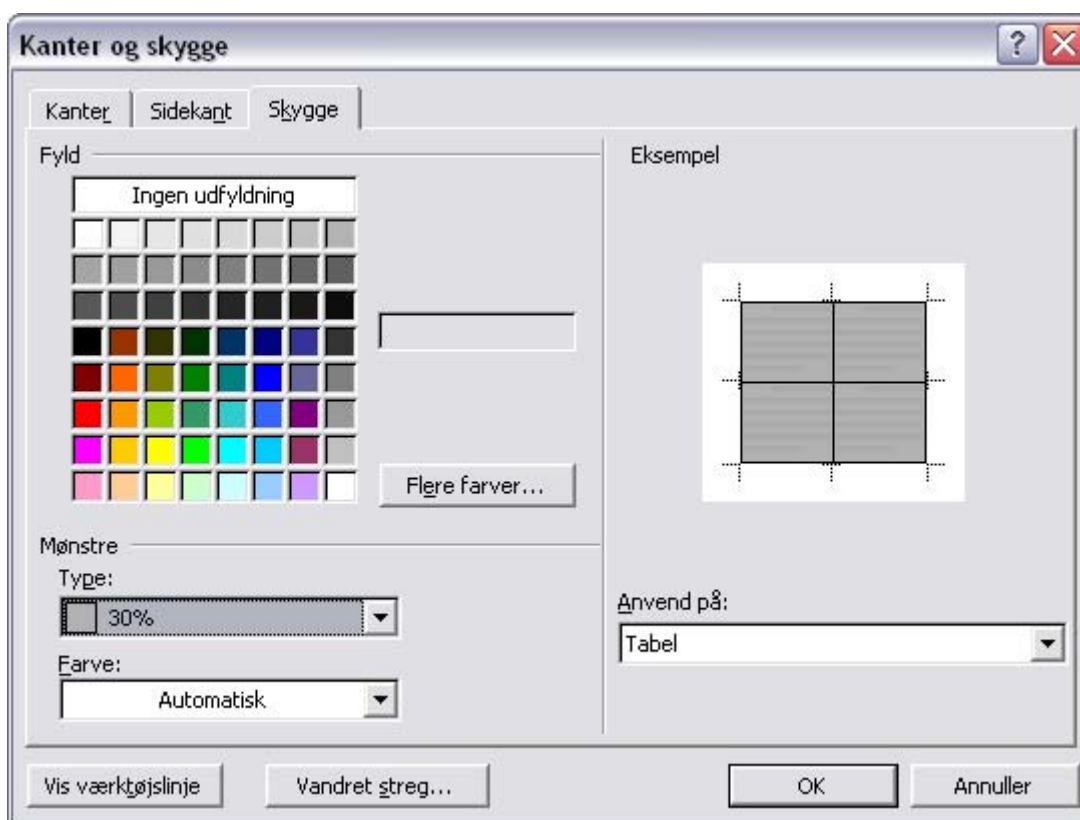 Kanter og skygge
Kanter
Sidekant
Skygge
Fyld
Ingen udfyldning
Flere farver...
Mønstre
Type:
30%
Farve:
Automatisk
Eksempel
Anvend på:
Tabel
Vis værktøjslinje
Vandret streg...
OK
Annuller